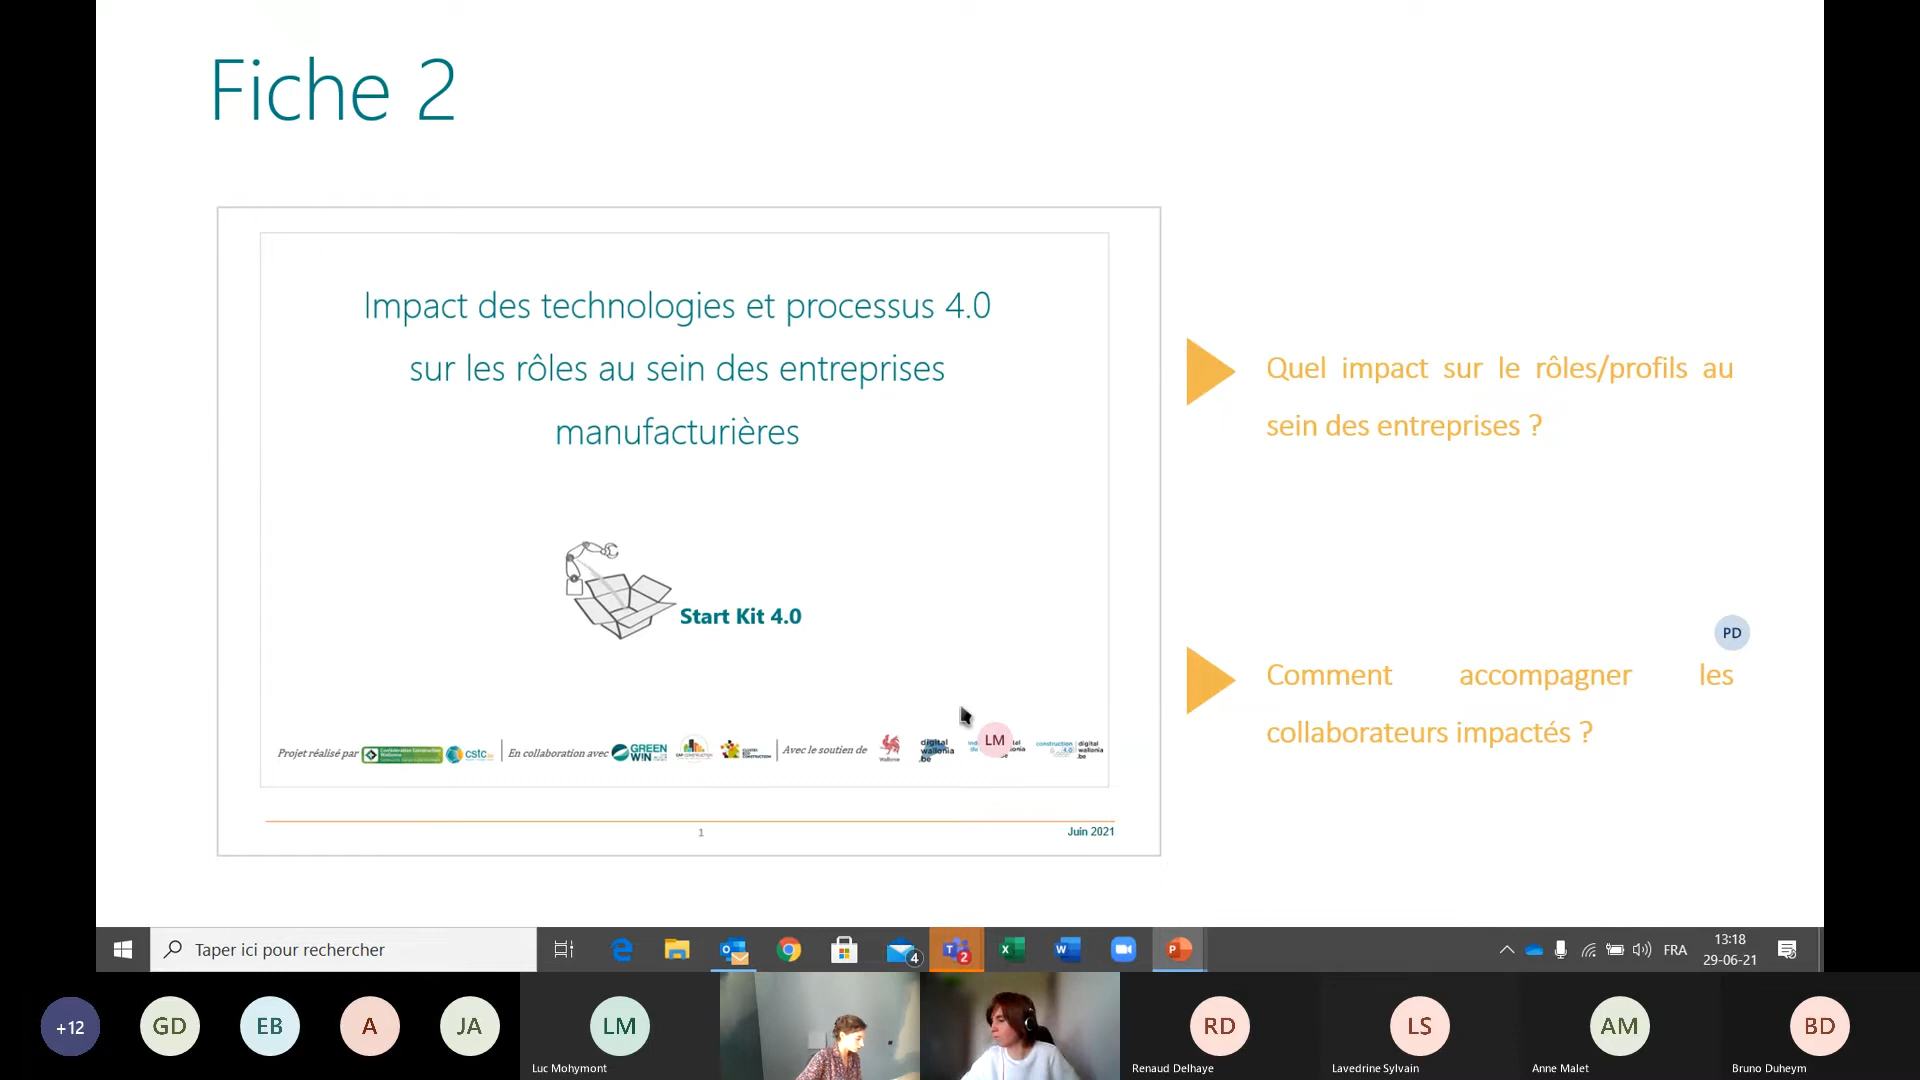 Fiche 2
Impact des technologies et processus 4.0
sur les rôles au sein des entreprises
manufacturières
Start Kit 4.0
Projet réalisé par
cstc
En collaboration avec
GREEN
WIN
Avec le soutien de
Wallonie
digital
wallonia
.be
construction
4.0
digital
wallonia
.be
1
Juin 2021
Quel impact sur le rôles/profils au
sein des entreprises ?
PD
Comment accompagner les
collaborateurs impactés ?
LM
Taper ici pour rechercher
4
2
FRA
13:18
29-06-21
+12
GD
EB
A
JA
LM
Luc Mohymont
RD
Renaud Delhaye
LS
Lavedrine Sylvain
AM
Anne Malet
BD
Bruno Duheym